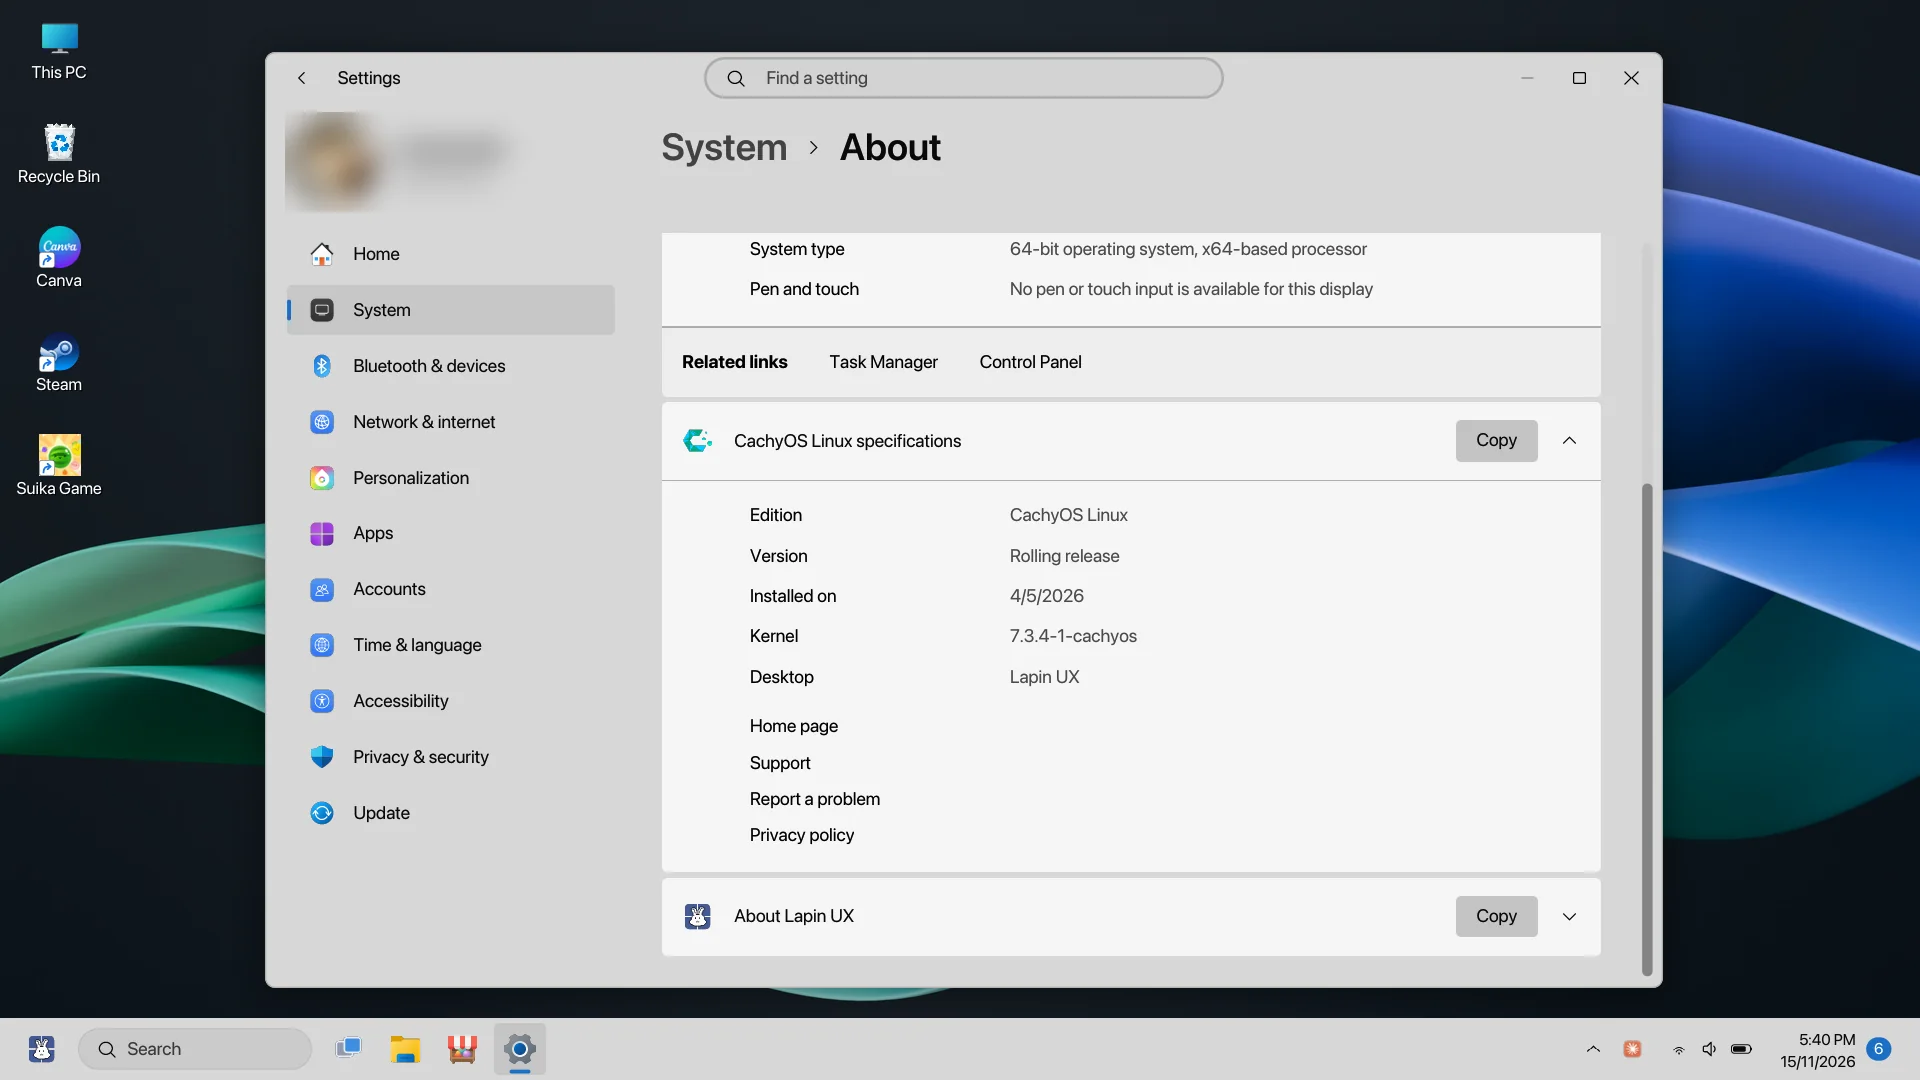 This PC
Recycle Bin
Canva
Canva
Steam
Suika Game
Settings
Find a setting
Home
System
Bluetooth & devices
Network & internet
Personalization
Apps
Accounts
Time & language
Accessibility
Privacy & security
Update
System > About
System type 64-bit operating system, x64-based processor
Pen and touch No pen or touch input is available for this display
Related links Task Manager Control Panel
CachyOS Linux specifications Copy
Edition CachyOS Linux
Version Rolling release
Installed on 4/5/2026
Kernel 7.3.4-1-cachyos
Desktop Lapin UX
Home page
Support
Report a problem
Privacy policy
About Lapin UX Copy
Search
5:40 PM
15/11/2026
6